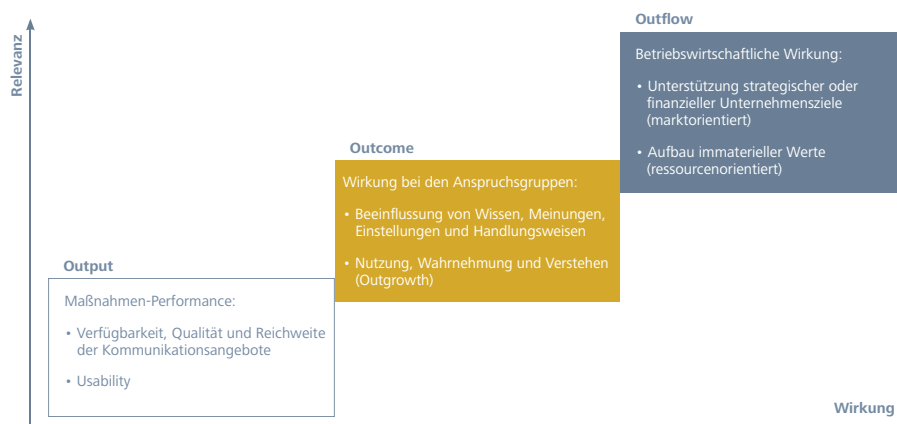 Outflow
Relevanz
Betriebswirtschaftliche Wirkung:
• Unterstützung strategischer oder
finanzieller Unternehmensziele
(marktorientiert)
• Aufbau immaterieller Werte
(ressourcenorientiert)
Outcome
Wirkung bei den Anspruchsgruppen:
• Beeinflussung von Wissen, Meinungen,
Einstellungen und Handlungsweisen
• Nutzung, Wahrnehmung und Verstehen
(Outgrowth)
Output
Maßnahmen-Performance:
• Verfügbarkeit, Qualität und Reichweite
der Kommunikationsangebote
• Usability
Wirkung